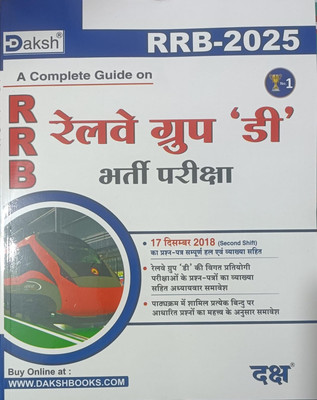 Daksh®
RRB-2025
A Complete Guide on
No 1
RRB
रेलवे ग्रुप 'डी'
भर्ती परीक्षा
• 17 दिसम्बर 2018 (Second Shift)
का प्रश्न-पत्र सम्पूर्ण हल एवं व्याख्या सहित
• रेलवे ग्रुप 'डी' की विगत प्रतियोगी
परीक्षाओं के प्रश्न-पत्रों का व्याख्या
सहित अध्यायवार समावेश
• पाठ्यक्रम में शामिल प्रत्येक बिन्दु पर
आधारित प्रश्नों का महत्त्व के अनुसार समावेश
Buy Online at :
WWW.DAKSHBOOKS.COM
दक्ष®